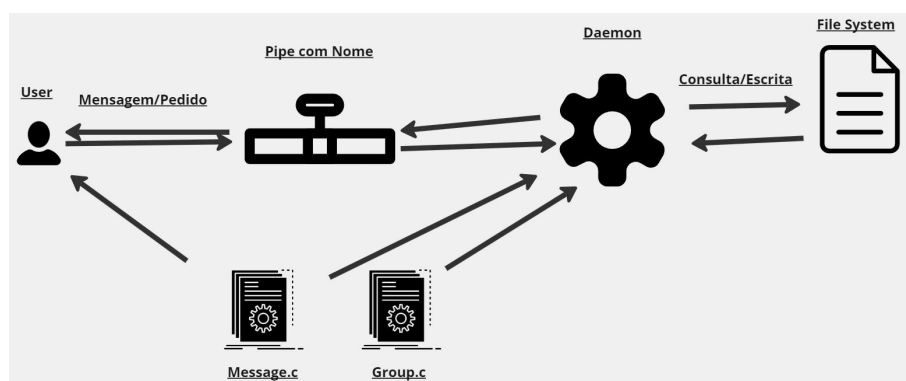 File System
Daemon
Pipe com Nome
Consulta/Escrita
User
Mensagem/Pedido
Message.c
Group.c